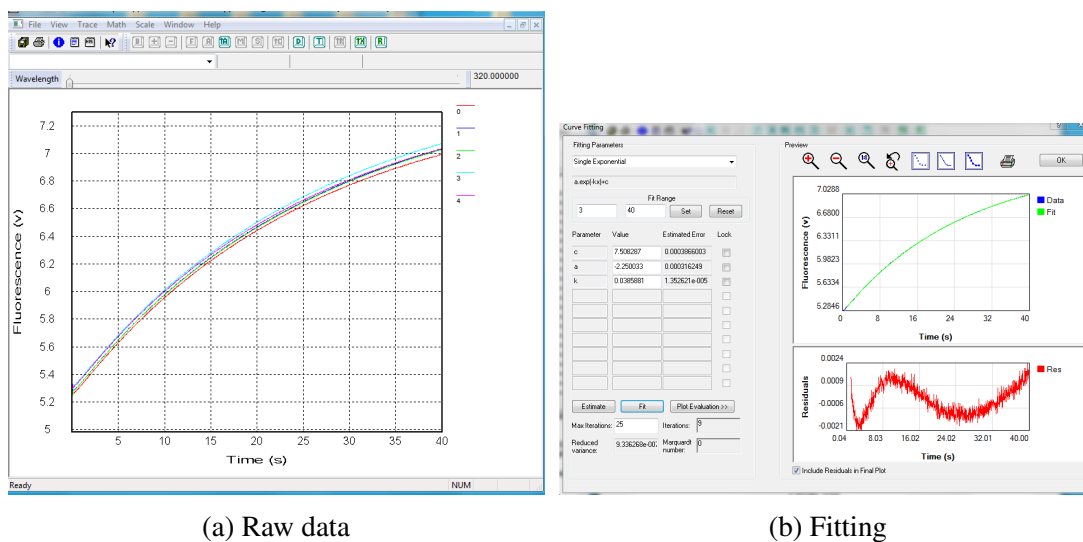 File View Trace Math Scale Window Help
Wavelength 320.000000
7.2
7
6.8
6.6
6.4
6.2
6
5.8
5.6
5.4
5.2
5
Fluorescence (v)
5 10 15 20 25 30 35 40
Time (s)
0
1
2
3
4
Ready NUM
(a) Raw data
Curve Fitting
Fitting Parameters
Single Exponential
a.exp(-kx)+c
Fit Range
3 40 Set Reset
Parameter Value Estimated Error Lock
c 7.508287 0.0003866003
a -2.250033 0.000316249
k 0.0385881 1.352621e-005
Estimate Fit Plot Evaluation >>
Max Iterations: 25 Iterations: 9
Reduced variance: 9.336268e-007 Marquardt number: 0
Preview
OK
7.0288
6.6800
6.3311
5.9823
5.6334
5.2846
Fluorescence (v)
0 8 16 24 32 40
Time (s)
Data
Fit
0.0024
0.0009
-0.0006
-0.0021
Residuals
0.04 8.03 16.02 24.02 32.01 40.00
Time (s)
Res
Include Residuals in Final Plot
(b) Fitting